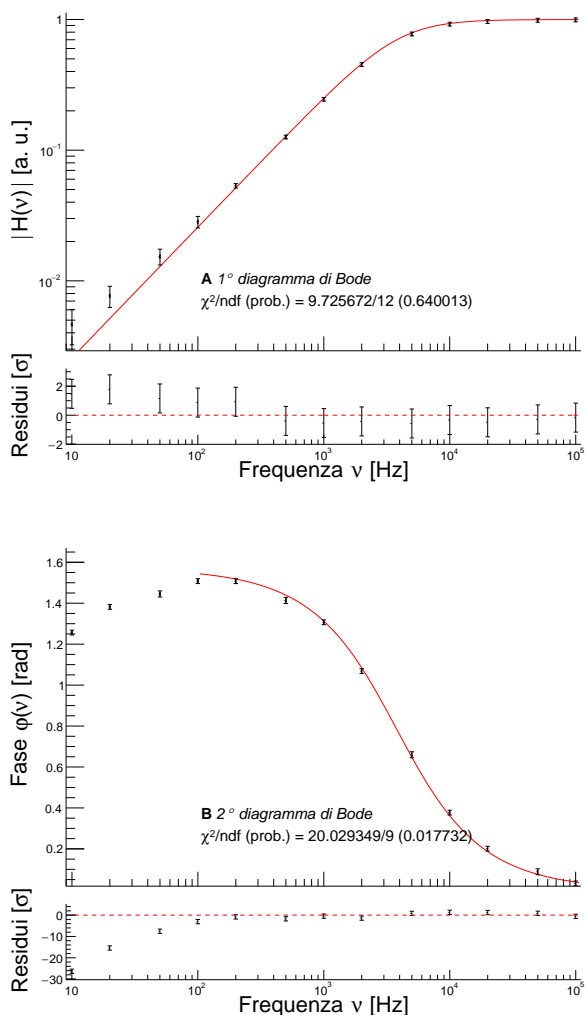 1
10⁻¹
10⁻²
|H(ν)| [a. u.]
A 1° diagramma di Bode
χ²/ndf (prob.) = 9.725672/12 (0.640013)
2
0
−2
Residui [σ]
10 10² 10³ 10⁴ 10⁵
Frequenza ν [Hz]
1.6
1.4
1.2
1
0.8
0.6
0.4
0.2
Fase φ(ν) [rad]
B 2° diagramma di Bode
χ²/ndf (prob.) = 20.029349/9 (0.017732)
0
−10
−20
−30
Residui [σ]
10 10² 10³ 10⁴ 10⁵
Frequenza ν [Hz]